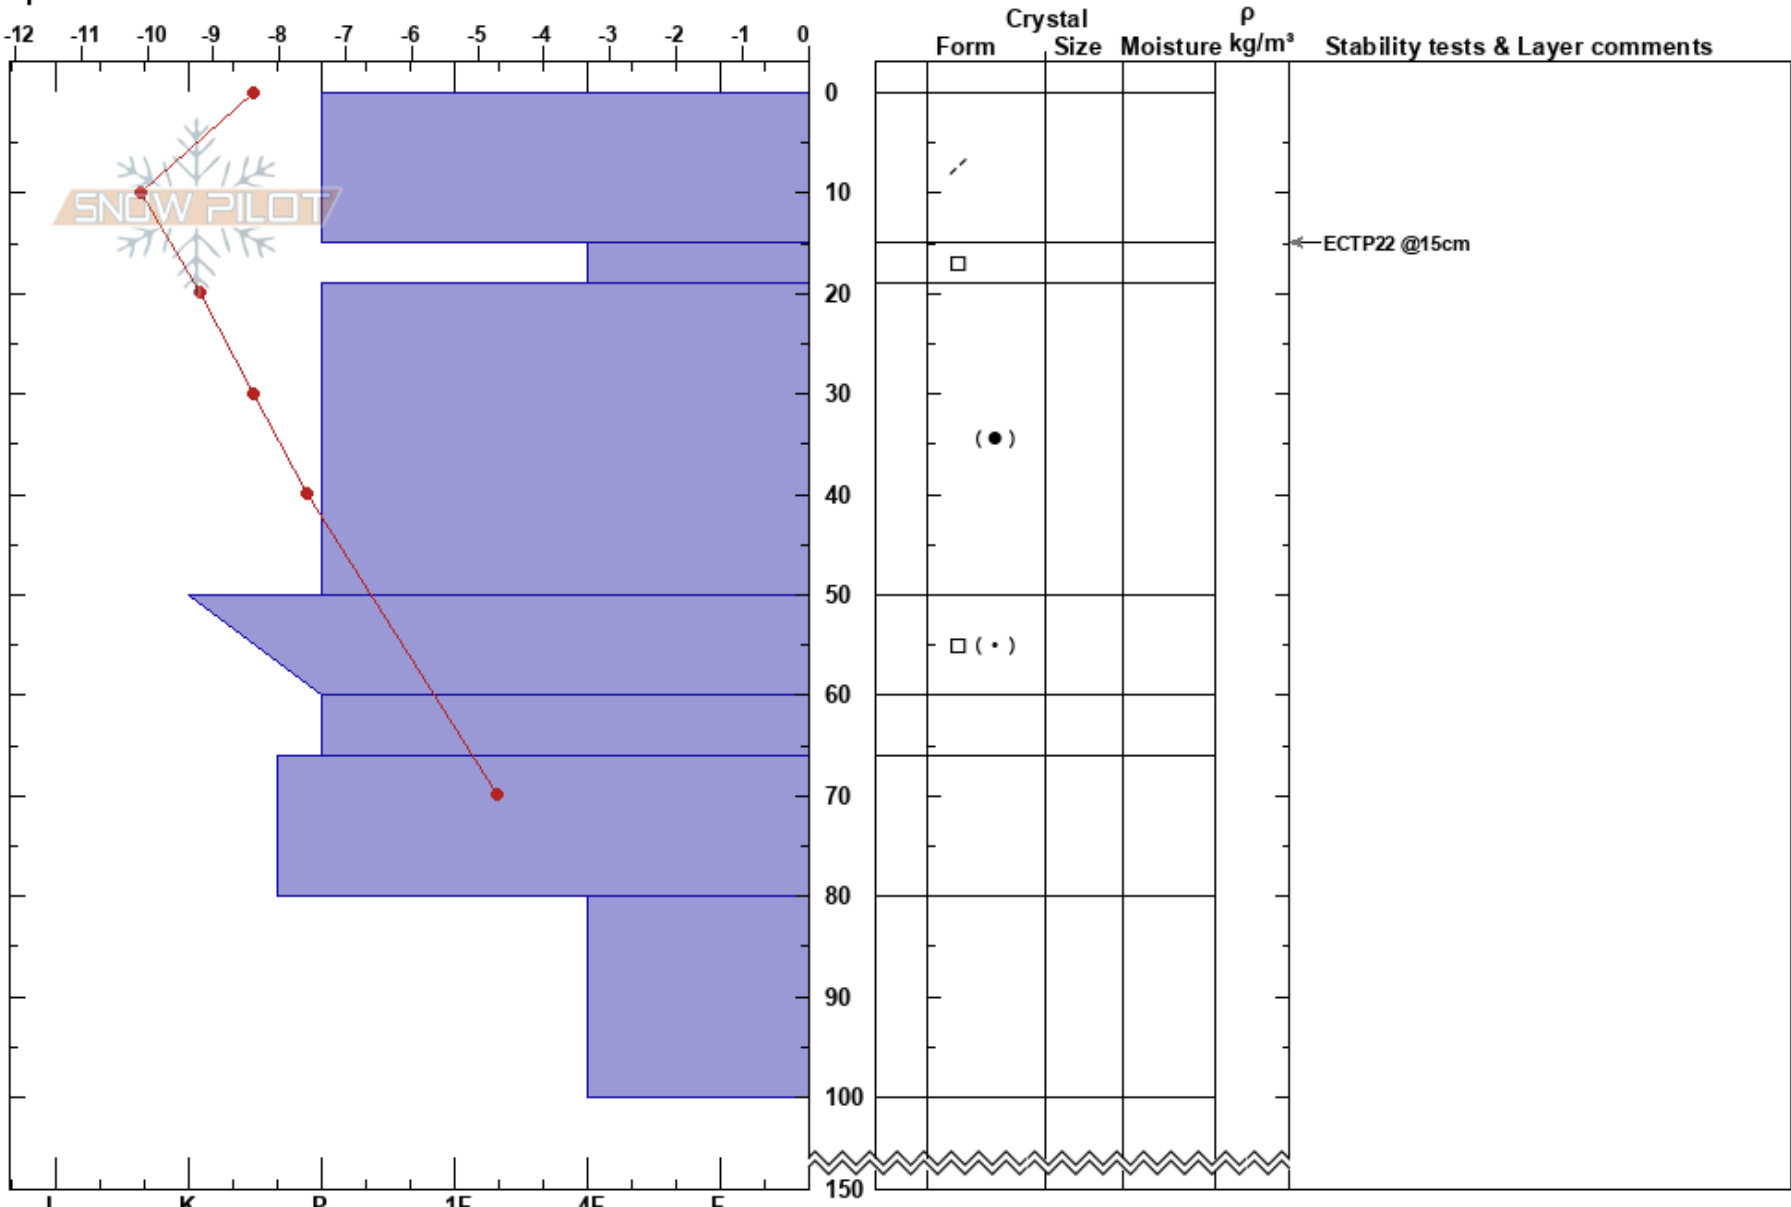 Crystal ρ
-12 -11 -10 -9 -8 -7 -6 -5 -4 -3 -2 -1 0 Form Size Moisture kg/m³ Stability tests & Layer comments
0
10
SNOW PILOT
ECTP22 @15cm
20
30
40
50
60
70
80
90
100
150
I K P 1F 4F F